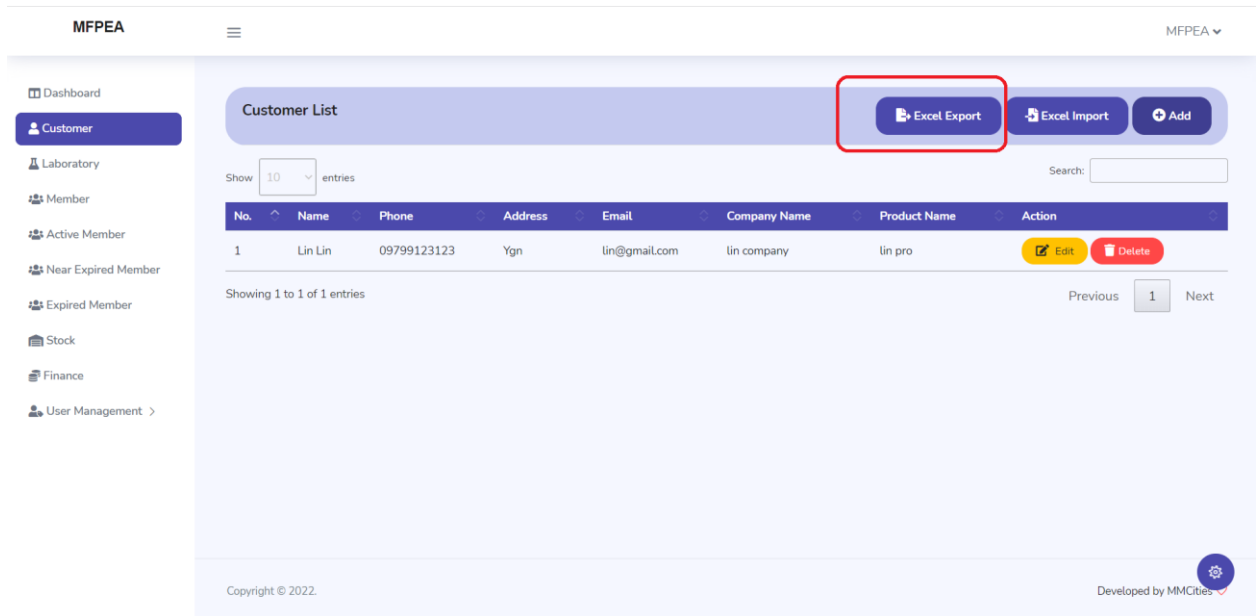 MFPEA
MFPEA
Dashboard
Customer
Laboratory
Member
Active Member
Near Expired Member
Expired Member
Stock
Finance
User Management
Customer List
Excel Export
Excel Import
Add
Show 10 entries
Search:
No. Name Phone Address Email Company Name Product Name Action
1 Lin Lin 09799123123 Ygn lin@gmail.com lin company lin pro Edit Delete
Showing 1 to 1 of 1 entries
Previous 1 Next
Copyright © 2022.
Developed by MMCities